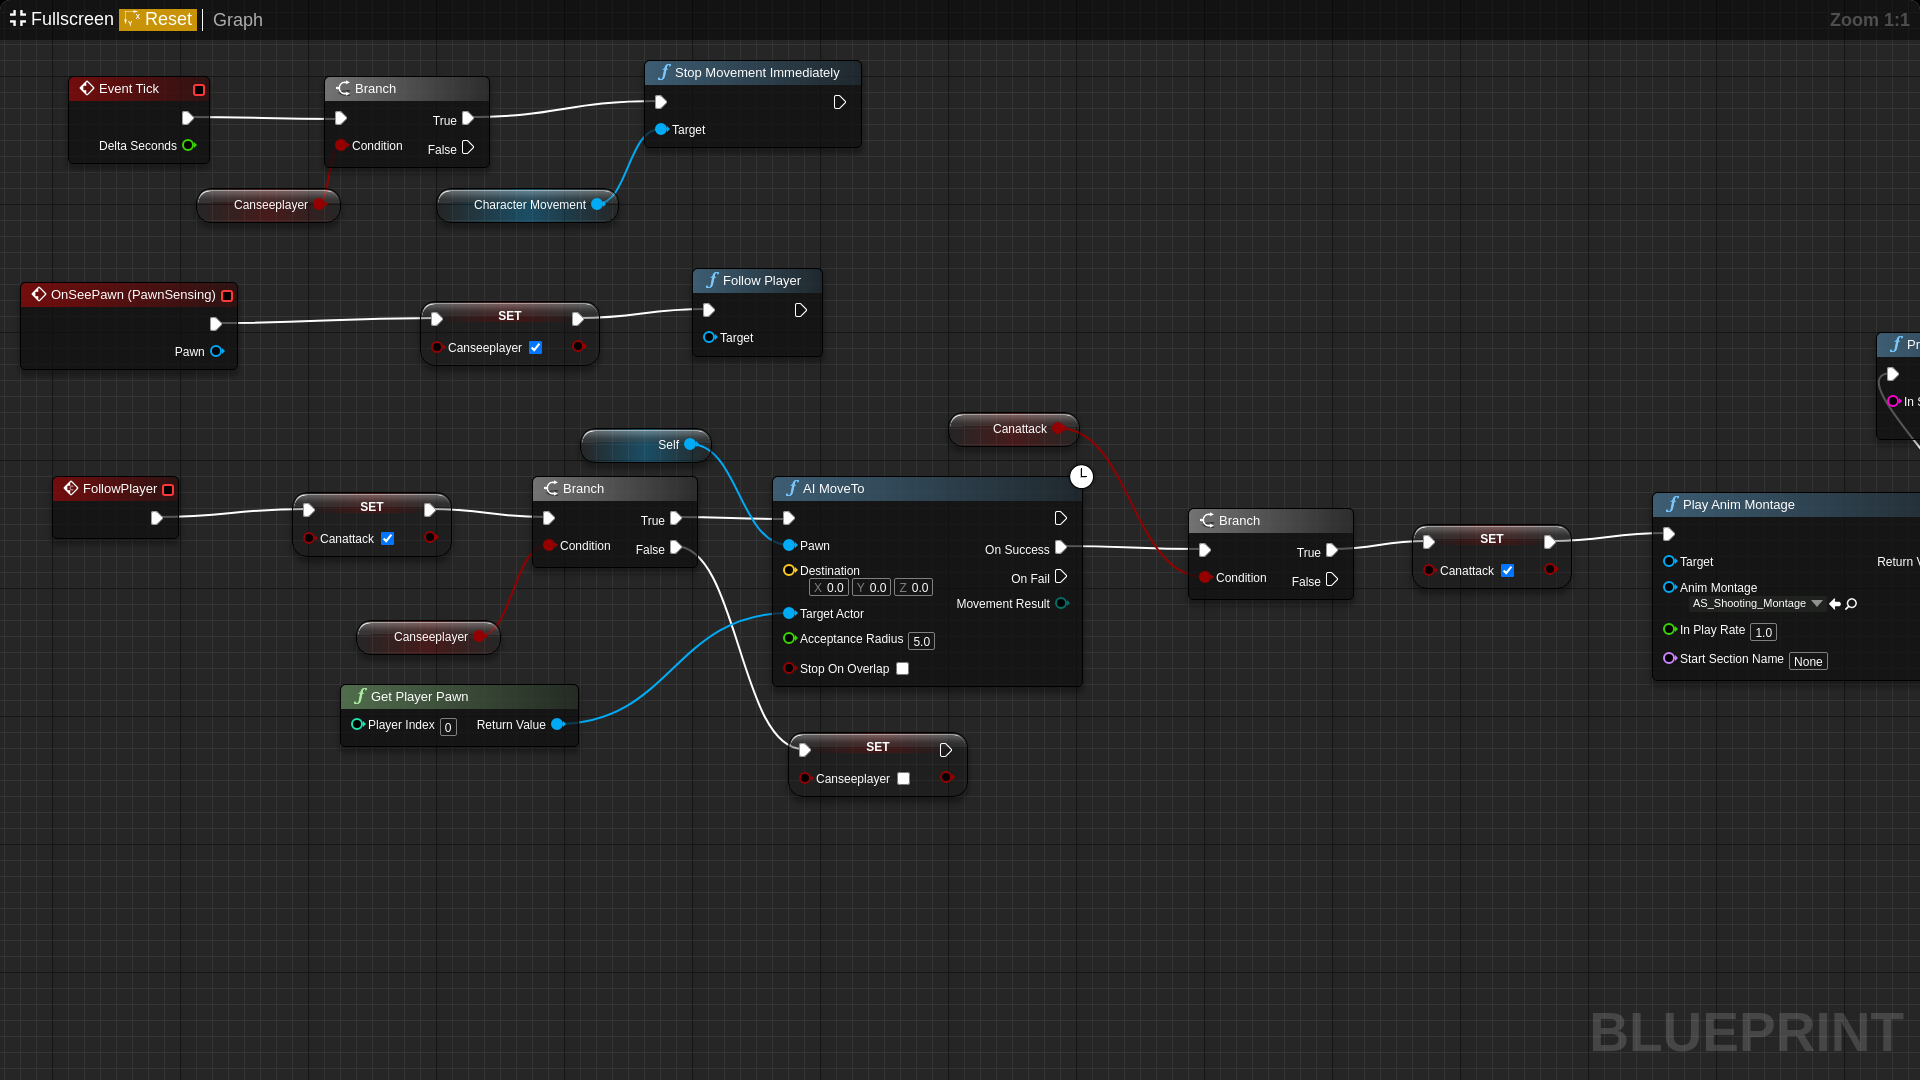 Fullscreen Reset Graph Zoom 1:1
Stop Movement Immediately
Target
Event Tick
Delta Seconds
Branch
True
Condition
False
Canseeplayer
Character Movement
OnSeePawn (PawnSensing)
Pawn
SET
Canseeplayer
Follow Player
Target
Pr
In S
Canattack
Self
FollowPlayer
SET
Canattack
Branch
True
Condition
False
AI MoveTo
Pawn
On Success
Destination
X 0.0 Y 0.0 Z 0.0
On Fail
Movement Result
Target Actor
Acceptance Radius 5.0
Stop On Overlap
Branch
True
Condition
False
SET
Canattack
Play Anim Montage
Target
Return V
Anim Montage
AS_Shooting_Montage
In Play Rate 1.0
Start Section Name None
Canseeplayer
Get Player Pawn
Player Index 0 Return Value
SET
Canseeplayer
BLUEPRINT